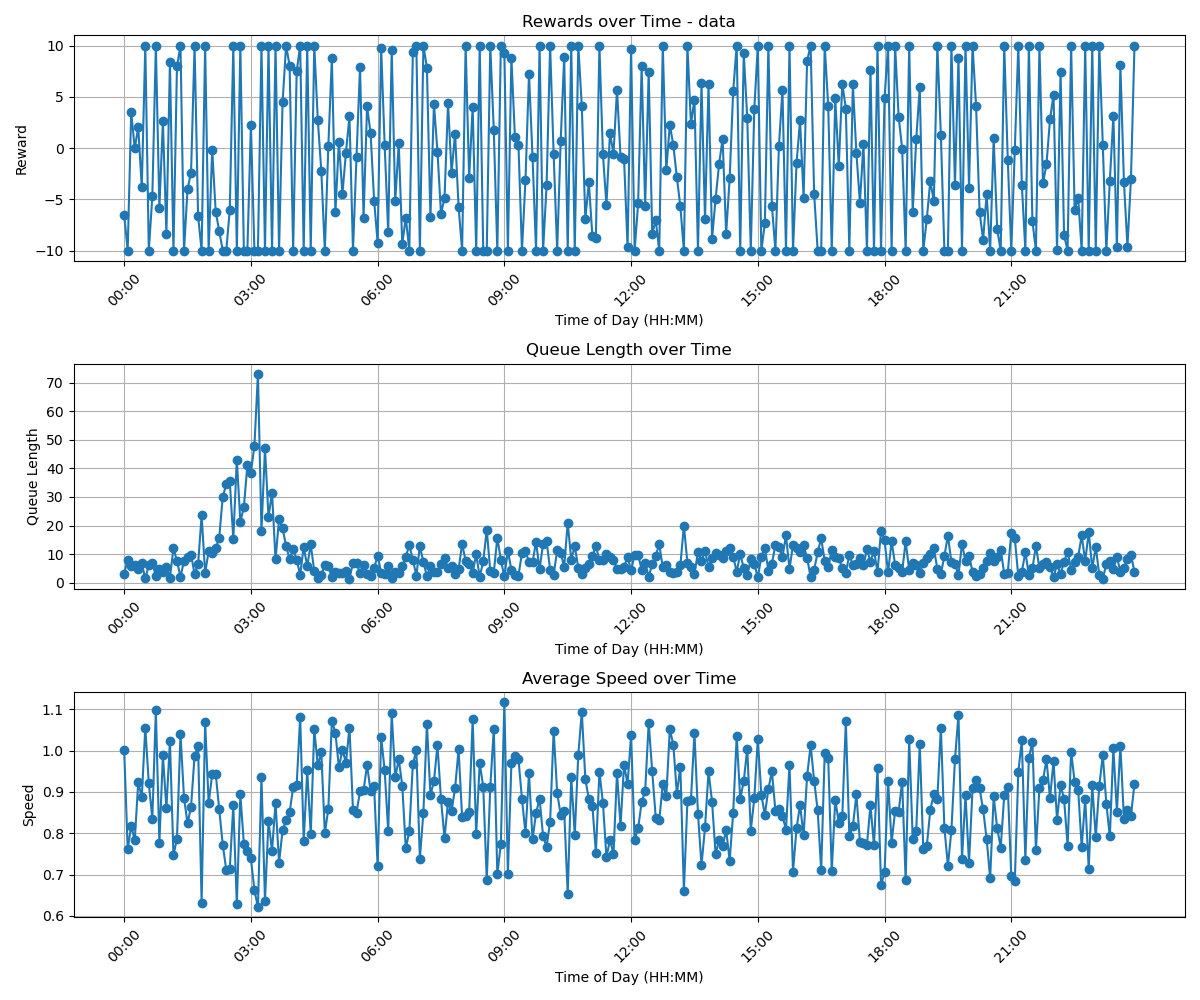 Rewards over Time - data
10
5
0
−5
−10
Reward
00:00 03:00 06:00 09:00 12:00 15:00 18:00 21:00
Time of Day (HH:MM)
Queue Length over Time
70
60
50
40
30
20
10
0
Queue Length
00:00 03:00 06:00 09:00 12:00 15:00 18:00 21:00
Time of Day (HH:MM)
Average Speed over Time
1.1
1.0
0.9
0.8
0.7
0.6
Speed
00:00 03:00 06:00 09:00 12:00 15:00 18:00 21:00
Time of Day (HH:MM)